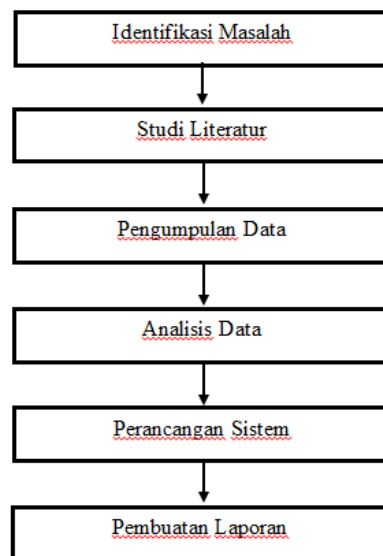 Identifikasi Masalah
Studi Literatur
Pengumpulan Data
Analisis Data
Perancangan Sistem
Pembuatan Laporan